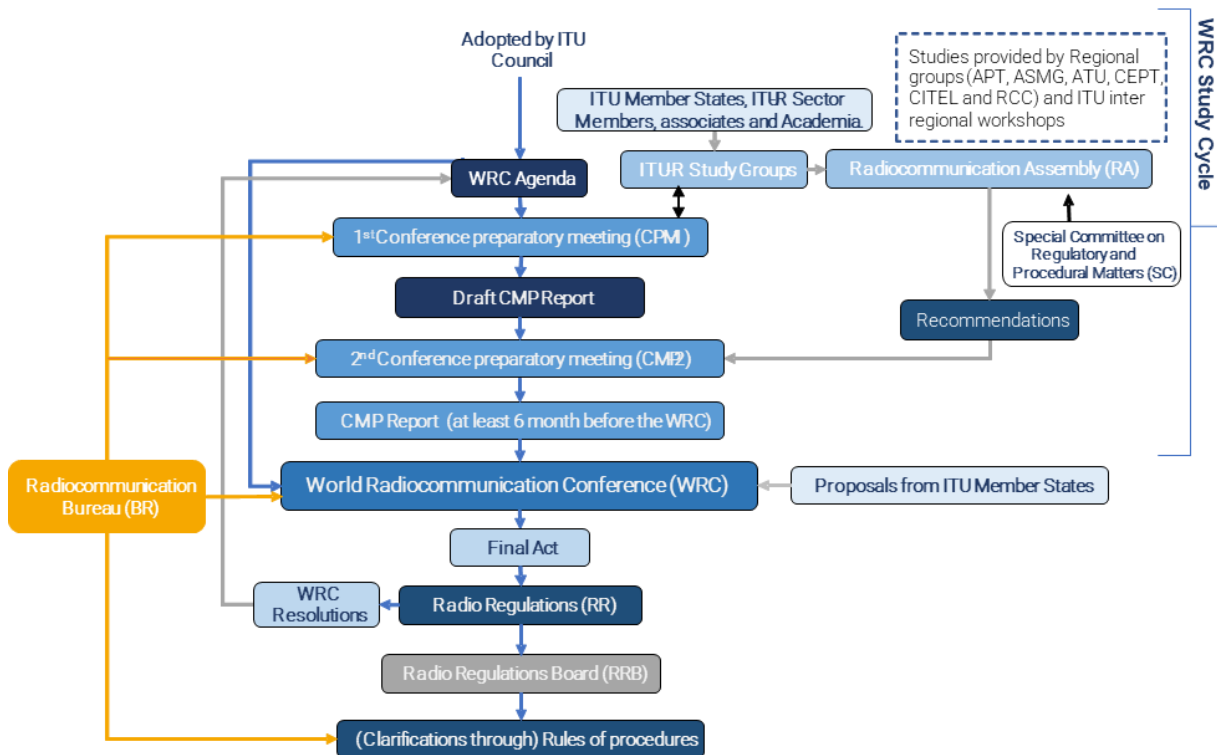 Adopted by ITU
Council
Studies provided by Regional
groups (APT, ASMG, ATU, CEPT,
CITEL and RCC) and ITU inter
regional workshops
WRC Study Cycle
ITU Member States, ITU-R Sector
Members, associates and Academia.
WRC Agenda
ITU-R Study Groups
Radiocommunication Assembly (RA)
1st Conference preparatory meeting (CPM1)
Special Committee on
Regulatory and
Procedural Matters (SC)
Draft CMP Report
Recommendations
2nd Conference preparatory meeting (CMP2)
CMP Report (at least 6 month before the WRC)
Radiocommunication
Bureau (BR)
World Radiocommunication Conference (WRC)
Proposals from ITU Member States
Final Act
WRC
Resolutions
Radio Regulations (RR)
Radio Regulations Board (RRB)
(Clarifications through) Rules of procedures